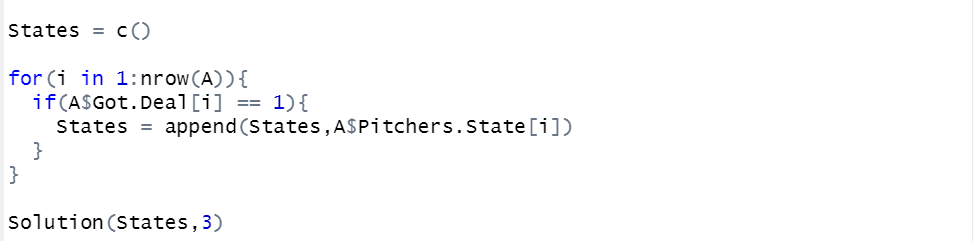 States = c()
for(i in 1:nrow(A)){
if(A$Got.Deal[i] == 1){
States = append(States,A$Pitchers.State[i])
}
}
Solution(States,3)